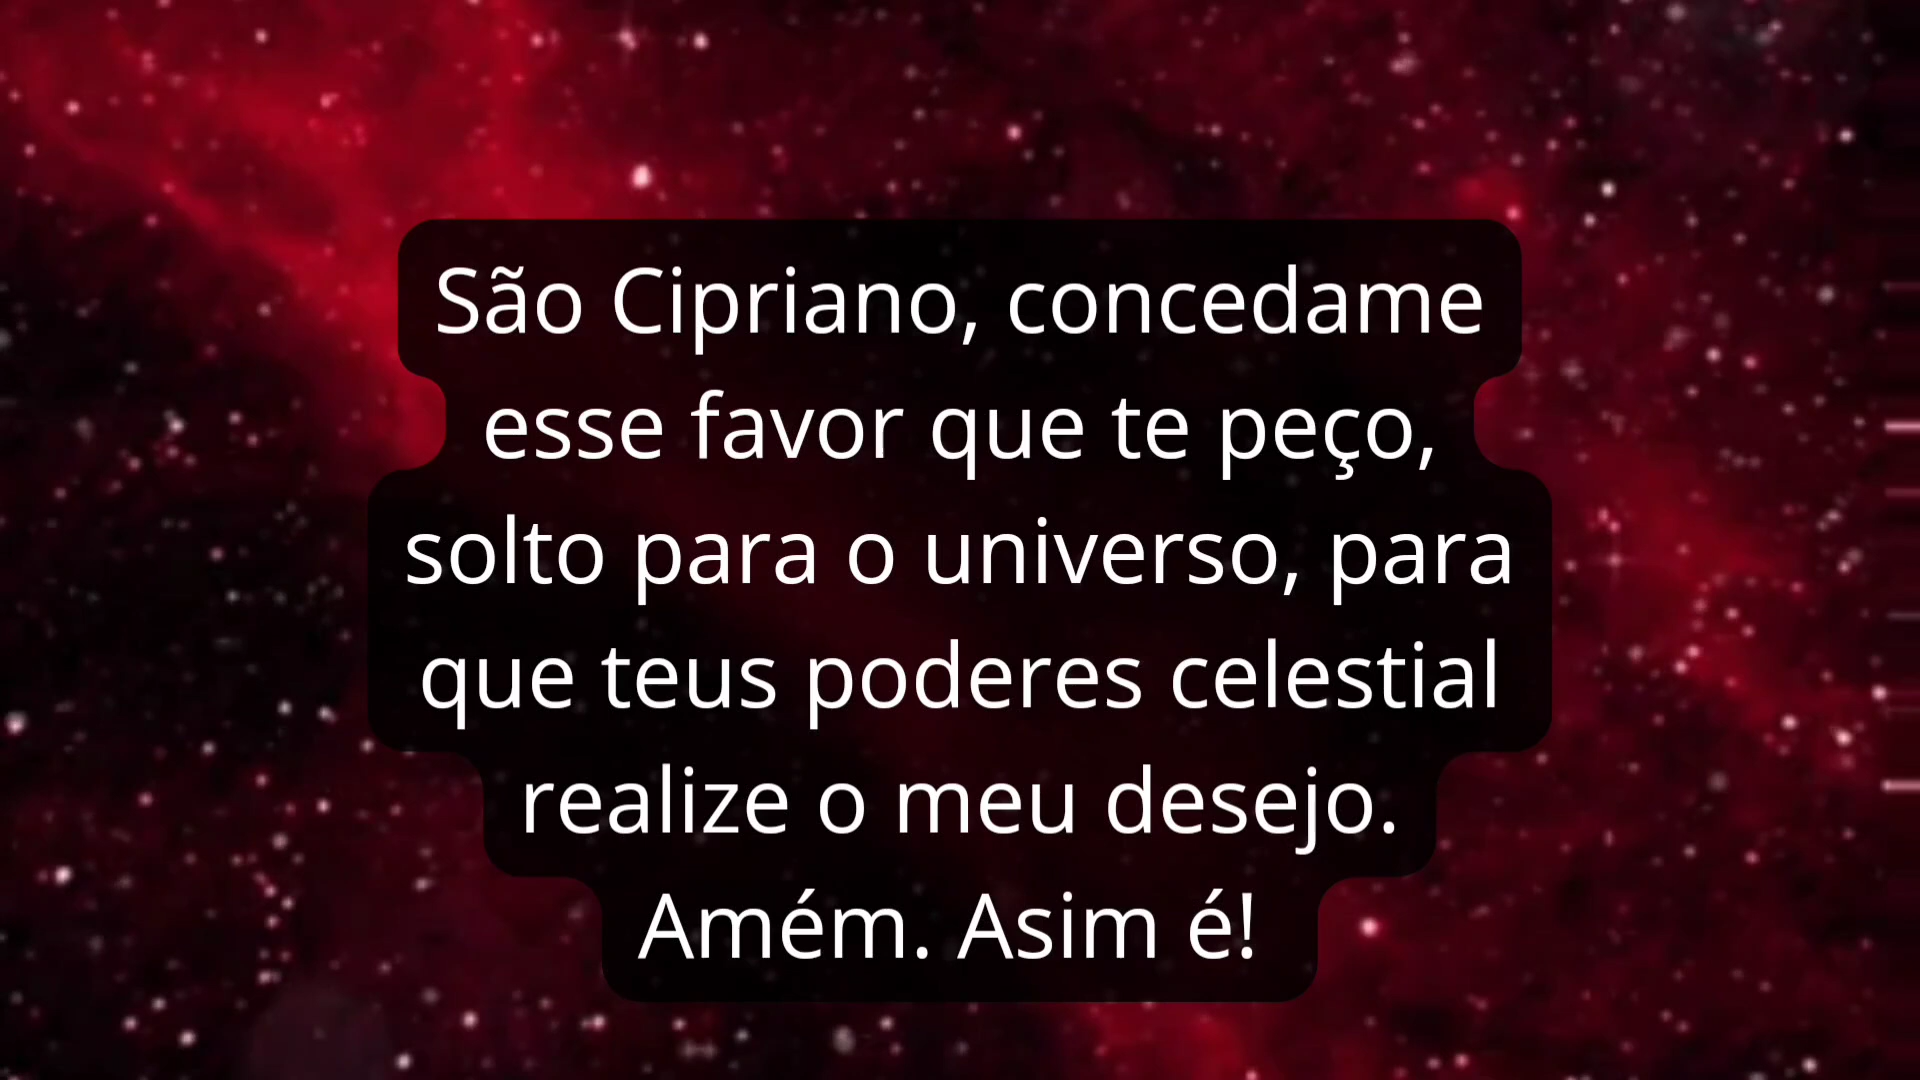 São Cipriano, concedame
esse favor que te peço,
solto para o universo, para
que teus poderes celestial
realize o meu desejo.
Amém. Asim é!